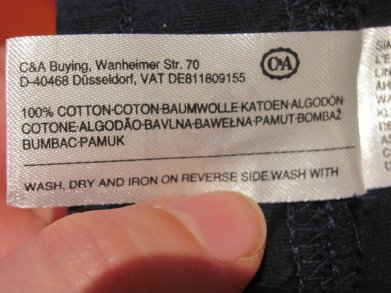 C&A Buying, Wanheimer Str. 70
D-40468 Düsseldorf, VAT DE811809155
C&A
100% COTTON·COTON·BAUMWOLLE·KATOEN·ALGODÓN·
COTONE·ALGODÃO·BAVLNA·BAWEŁNA·PAMUT·BOMBAŽ
BUMBAC·PAMUK
WASH, DRY AND IRON ON REVERSE SIDE.WASH WITH